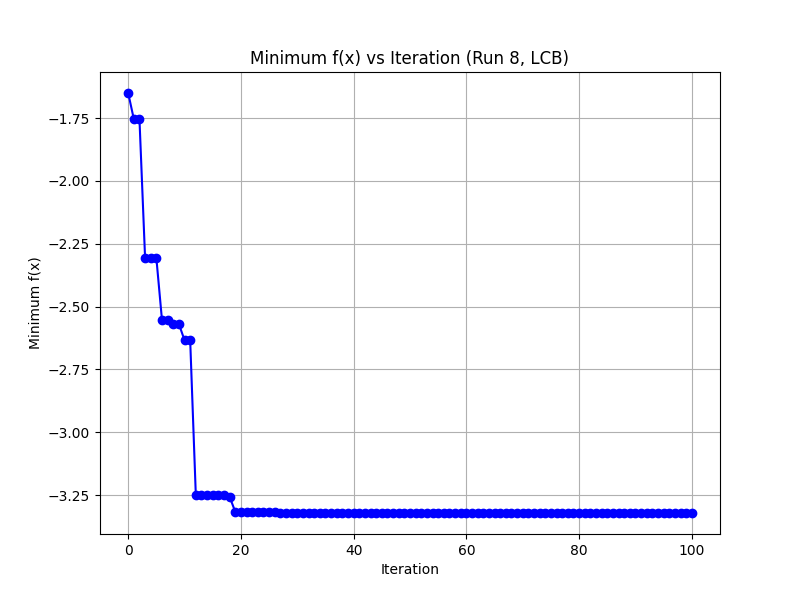 Minimum f(x) vs Iteration (Run 8, LCB)
Minimum f(x)
−1.75
−2.00
−2.25
−2.50
−2.75
−3.00
−3.25
0 20 40 60 80 100
Iteration